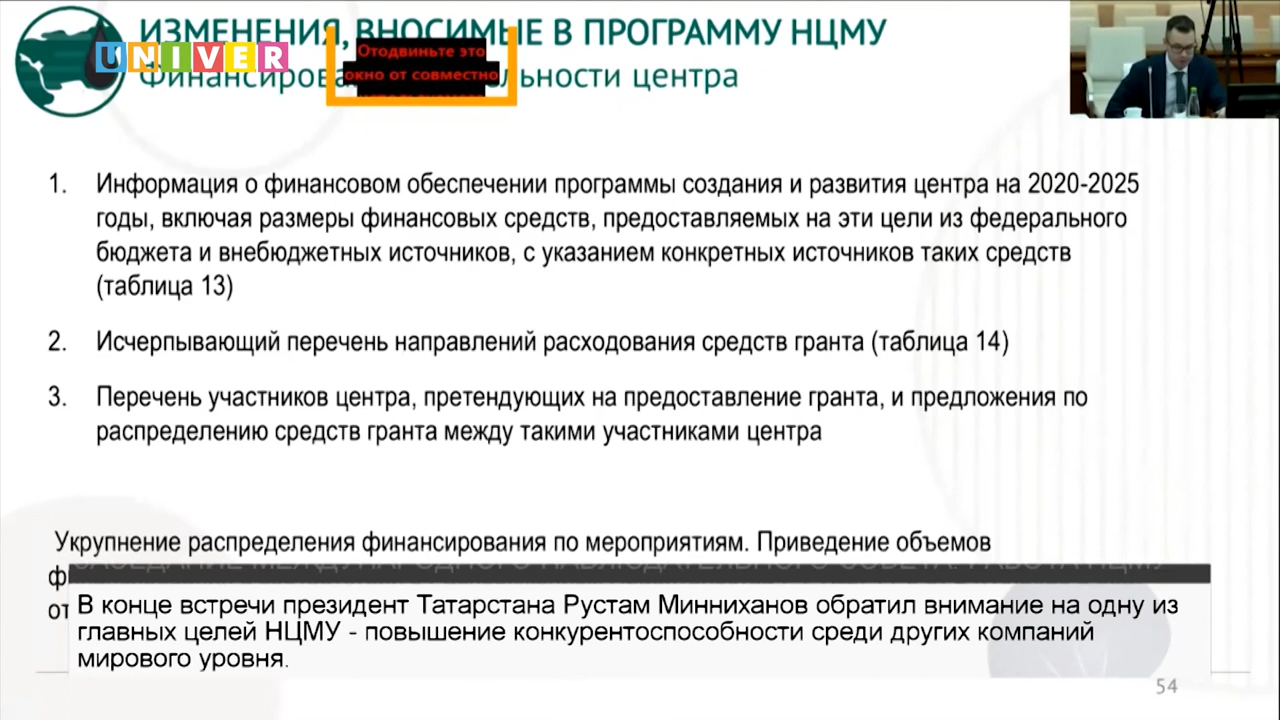 ИЗМЕНЕНИЯ, ВНОСИМЫЕ В ПРОГРАММУ НЦМУ
UNIVER
Отодвиньте это
окно от совместно
ьности центра
1. Информация о финансовом обеспечении программы создания и развития центра на 2020-2025
годы, включая размеры финансовых средств, предоставляемых на эти цели из федерального
бюджета и внебюджетных источников, с указанием конкретных источников таких средств
(таблица 13)
2. Исчерпывающий перечень направлений расходования средств гранта (таблица 14)
3. Перечень участников центра, претендующих на предоставление гранта, и предложения по
распределению средств гранта между такими участниками центра
Укрупнение распределения финансирования по мероприятиям. Приведение объемов
В конце встречи президент Татарстана Рустам Минниханов обратил внимание на одну из
главных целей НЦМУ - повышение конкурентоспособности среди других компаний
мирового уровня.
54